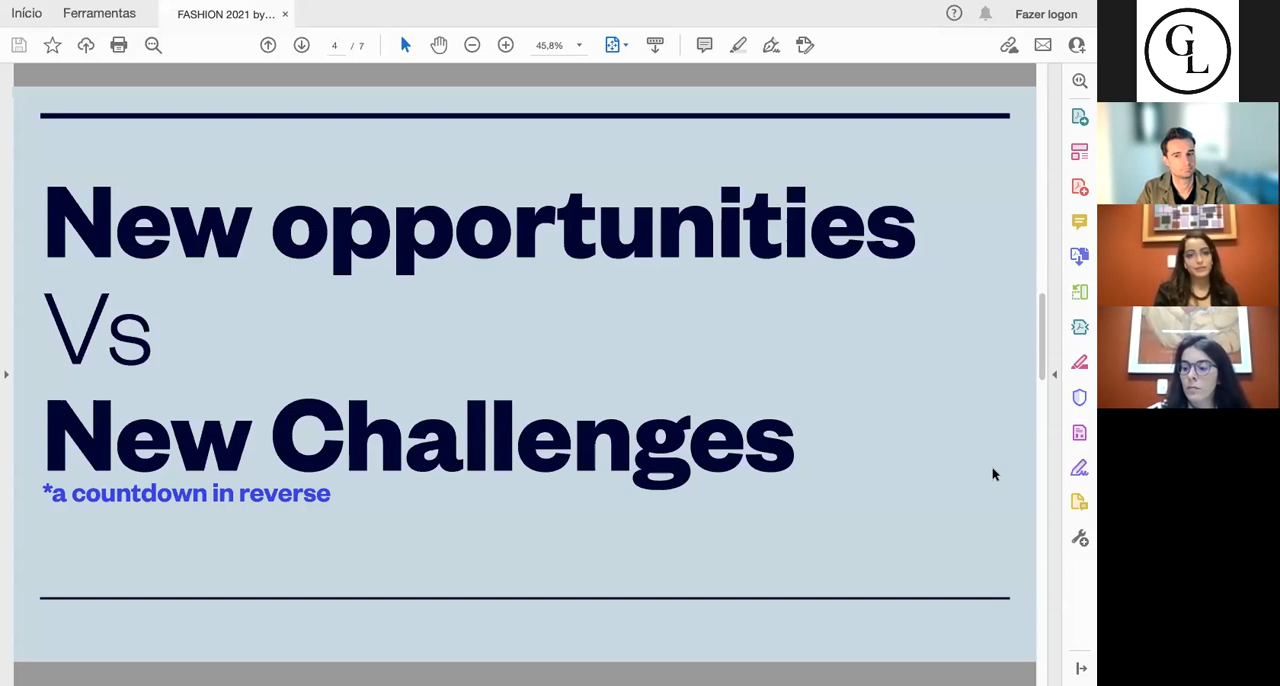 Início Ferramentas FASHION 2021 by... × Fazer logon
4 / 7 45,8%
GL
New opportunities
Vs
New Challenges
*a countdown in reverse